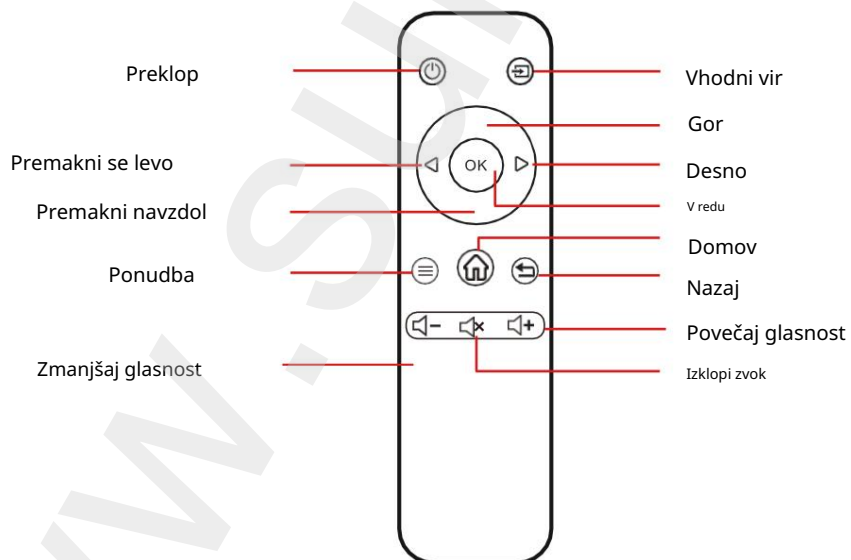 Preklop
Vhodni vir
Gor
Premakni se levo
Desno
OK
Premakni navzdol
V redu
Domov
Ponudba
Nazaj
Povečaj glasnost
Zmanjšaj glasnost
Izklopi zvok